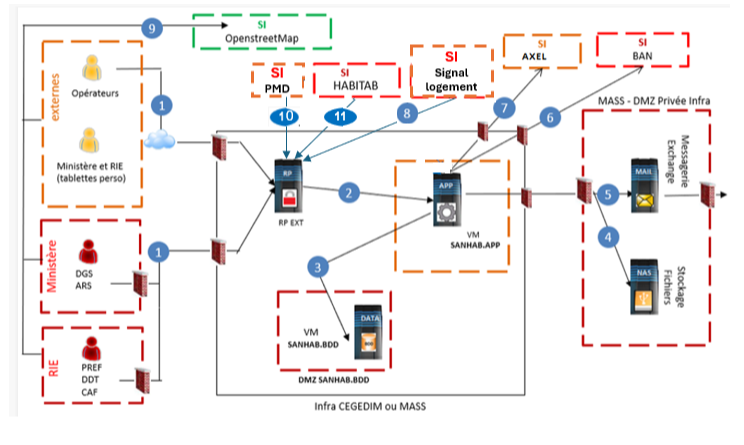 9
SI
OpenstreetMap
SI
PMD
SI
HABITAB
SI
Signal
logement
SI
AXEL
SI
BAN
externes
Opérateurs
1
Ministère et RIE
(tablettes perso)
10
11
8
7
6
MASS - DMZ Privée Infra
RP
RP EXT
2
APP
VM
SANHAB.APP
MAIL
Messagerie
Exchange
5
4
NAS
Stockage
Fichiers
Ministère
DGS
ARS
1
3
VM
SANHAB.BDD
DATA
DMZ SANHAB.BDD
RIE
PREF
DDT
CAF
Infra CEGEDIM ou MASS